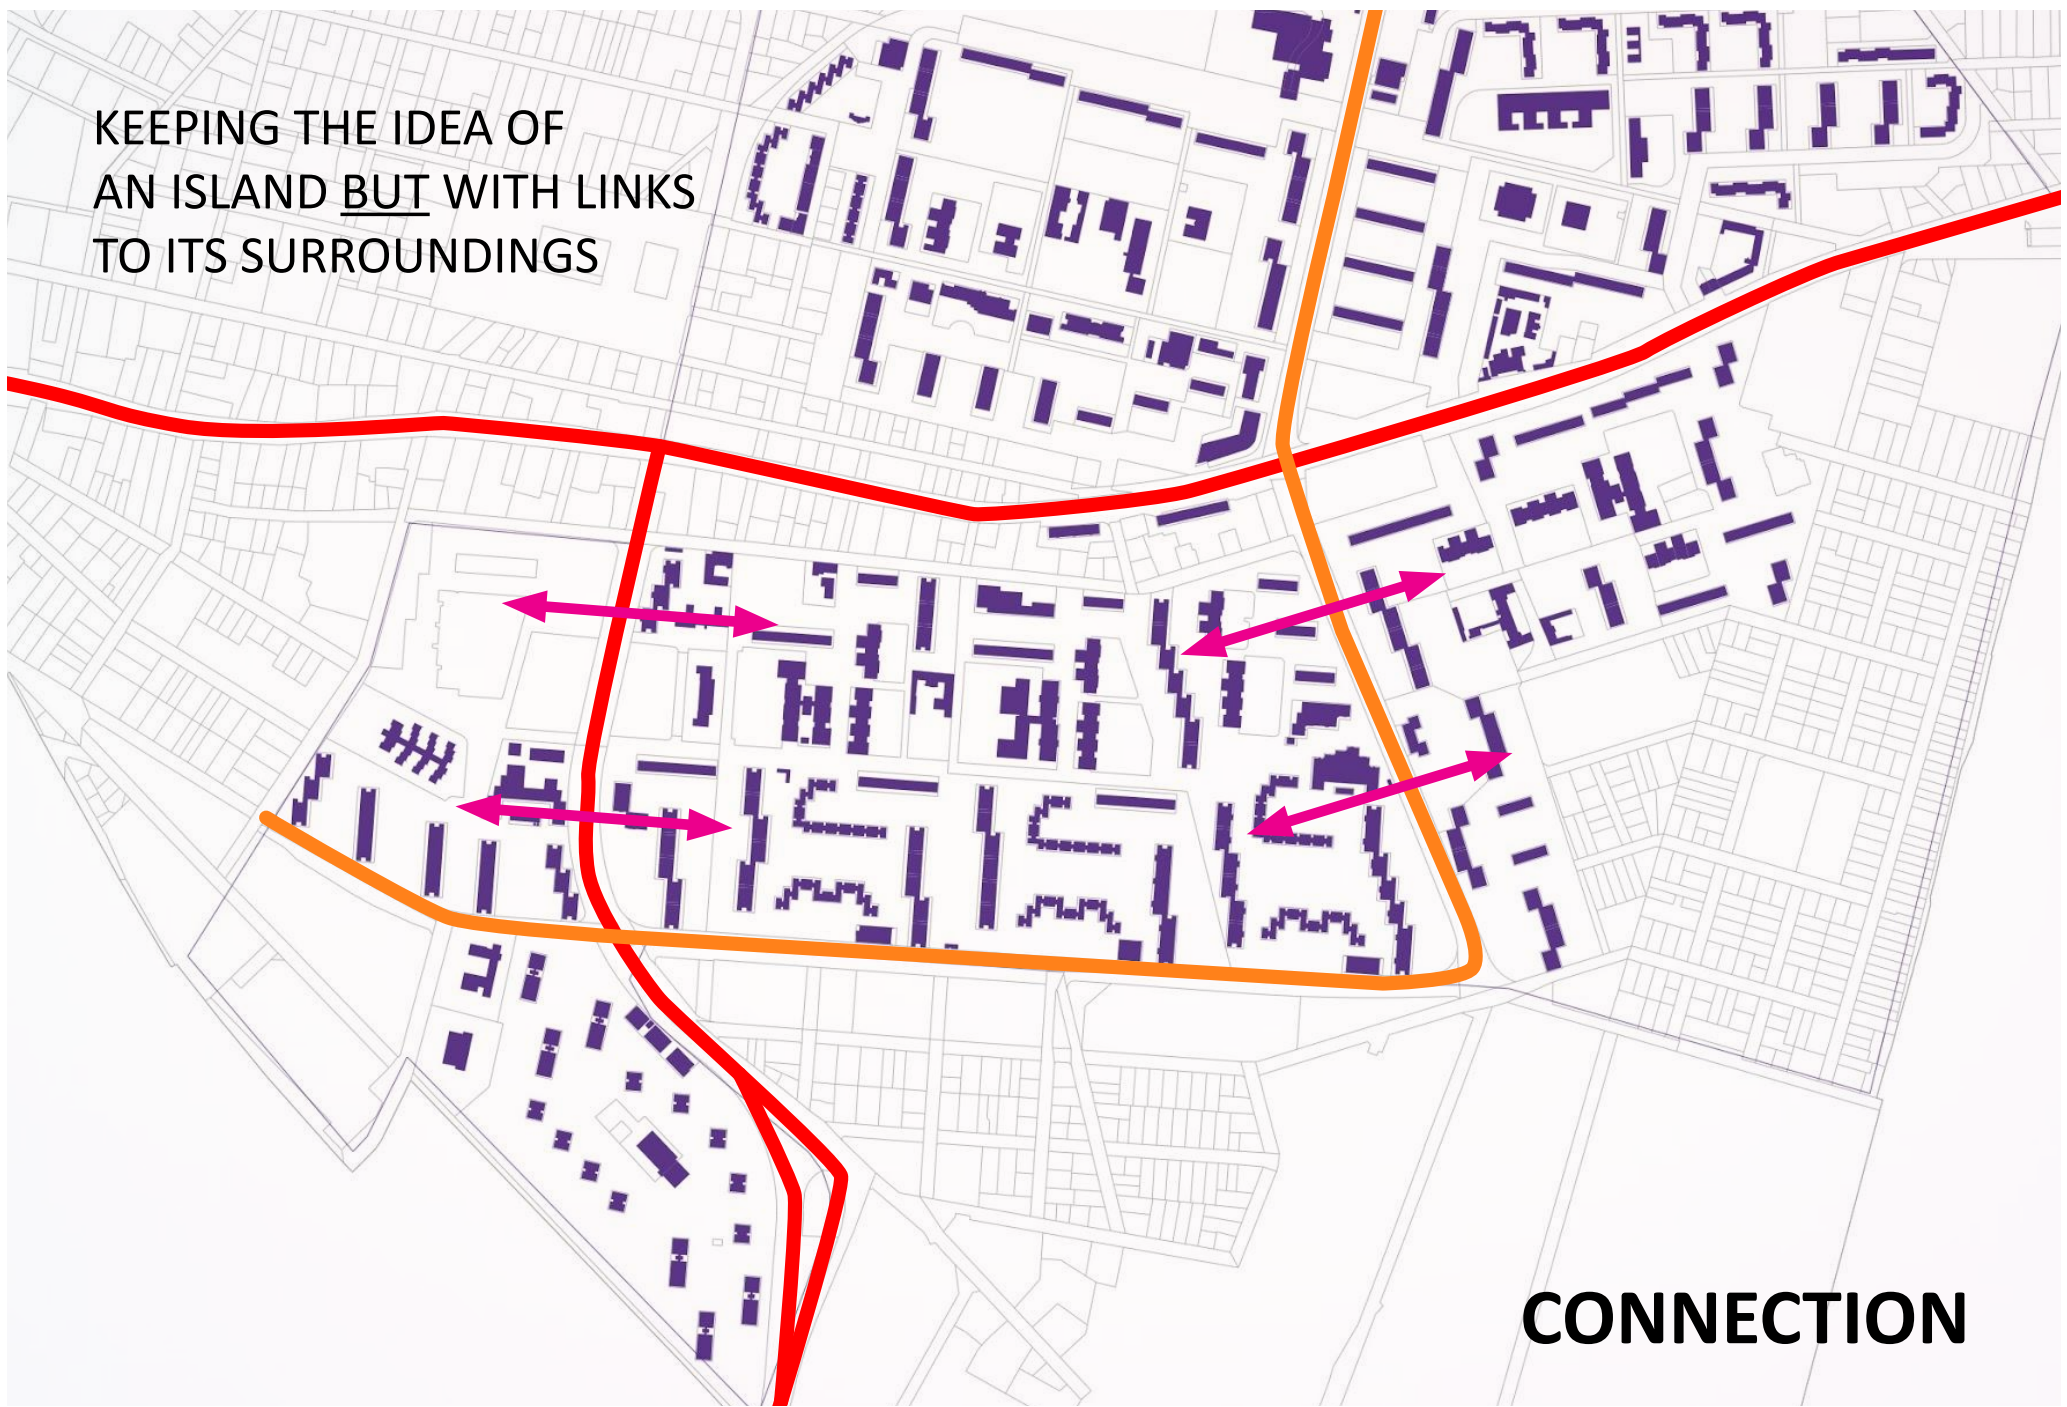 KEEPING THE IDEA OF
AN ISLAND BUT WITH LINKS
TO ITS SURROUNDINGS
CONNECTION